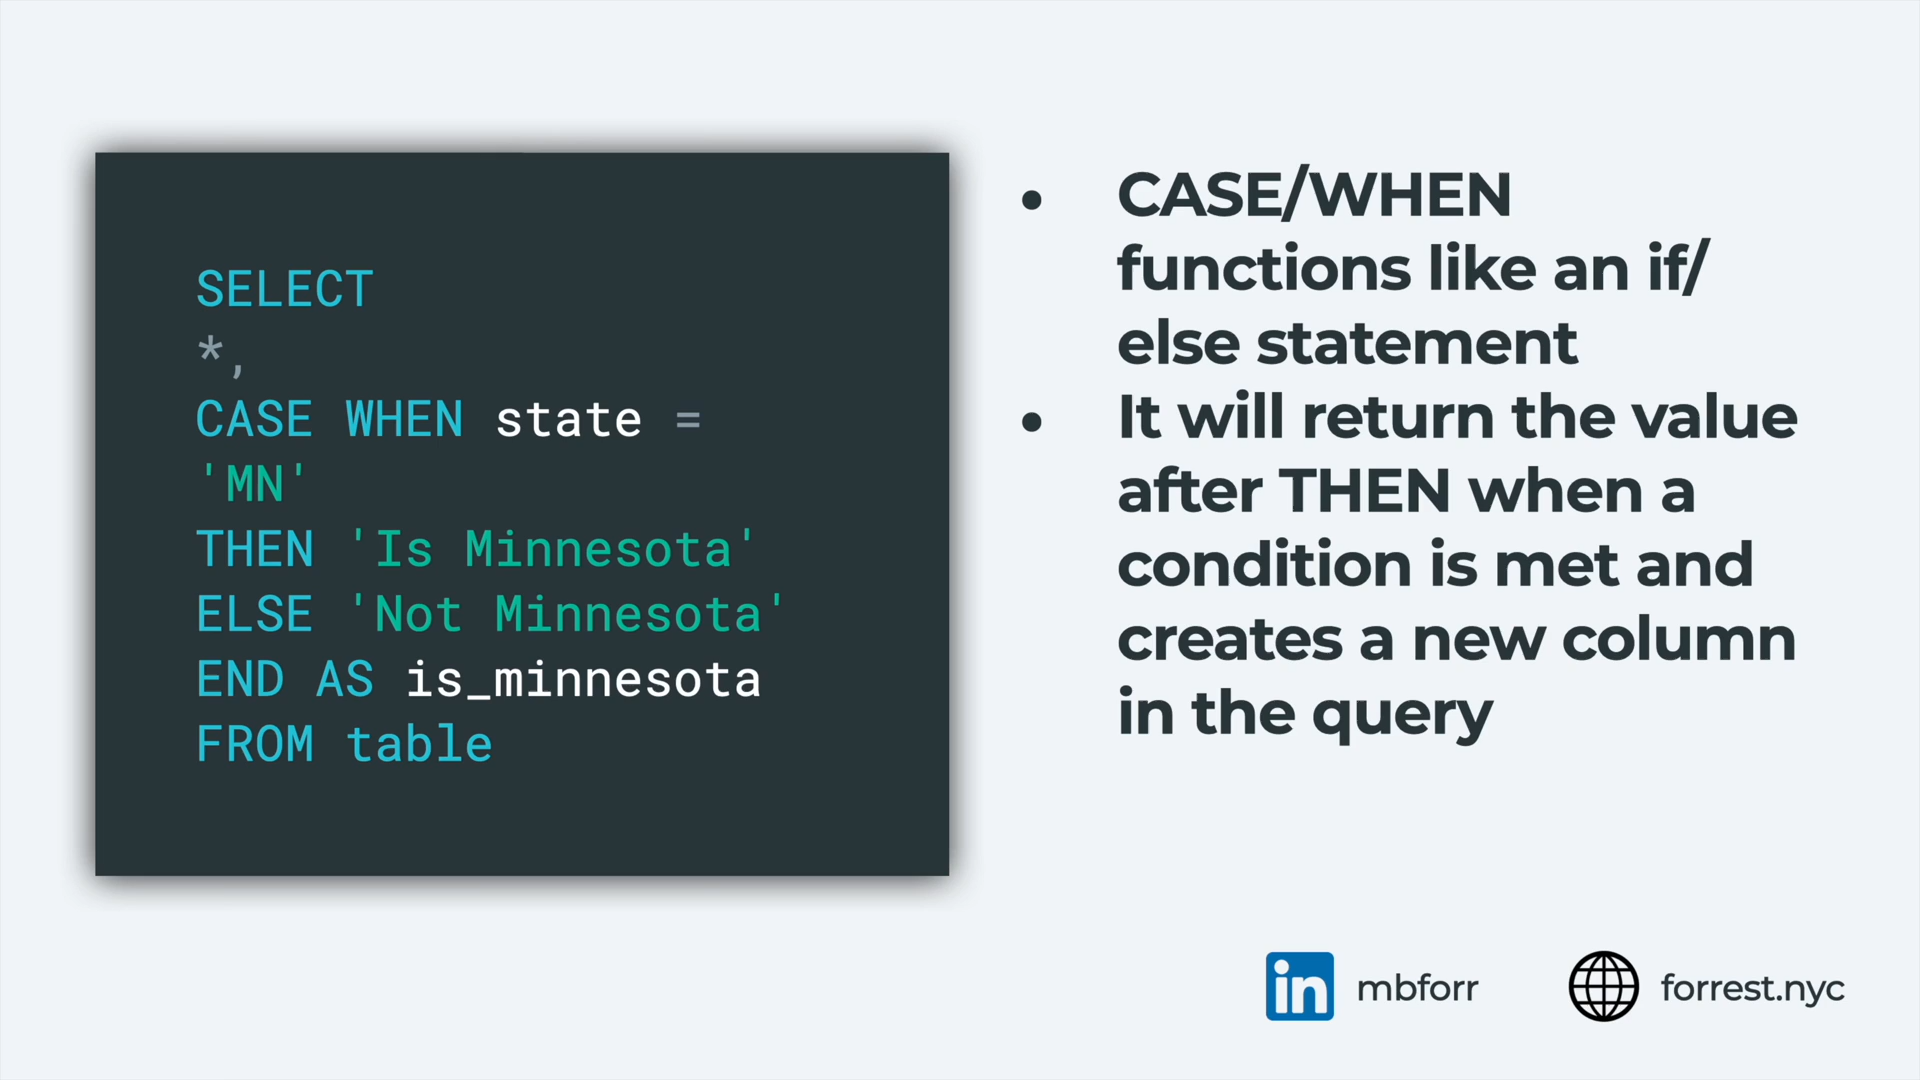 SELECT
*,
CASE WHEN state =
'MN'
THEN 'Is Minnesota'
ELSE 'Not Minnesota'
END AS is_minnesota
FROM table
• CASE/WHEN
functions like an if/
else statement
• It will return the value
after THEN when a
condition is met and
creates a new column
in the query
in mbforr
forrest.nyc